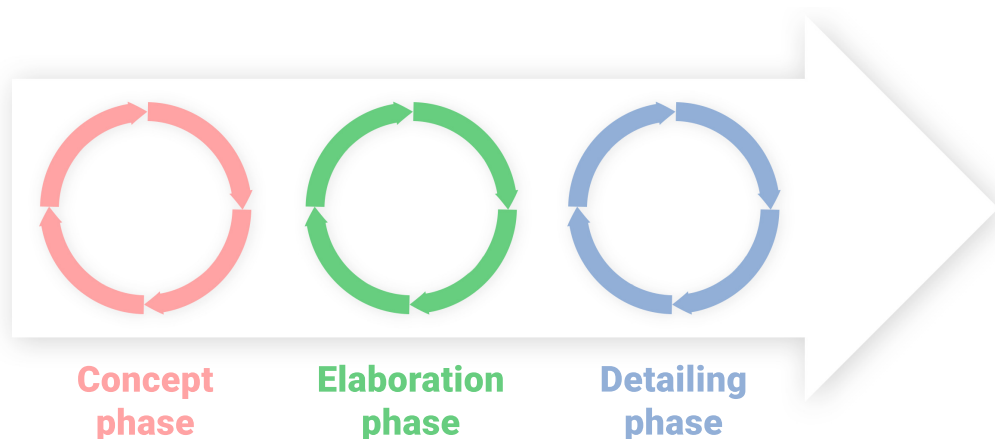 Concept
phase
Elaboration
phase
Detailing
phase